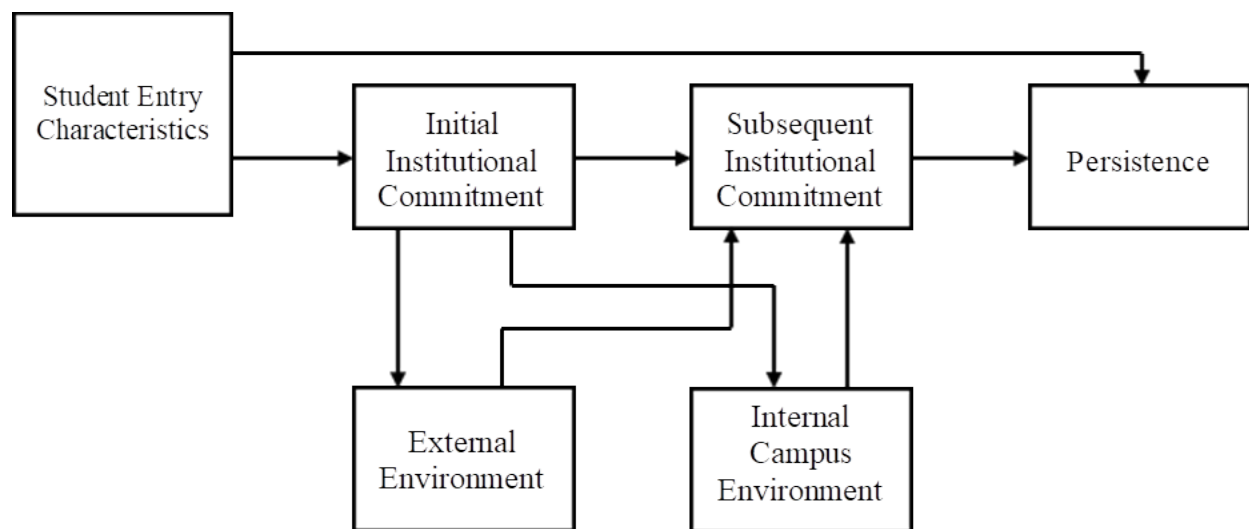 Student Entry
Characteristics
Initial
Institutional
Commitment
Subsequent
Institutional
Commitment
Persistence
External
Environment
Internal
Campus
Environment